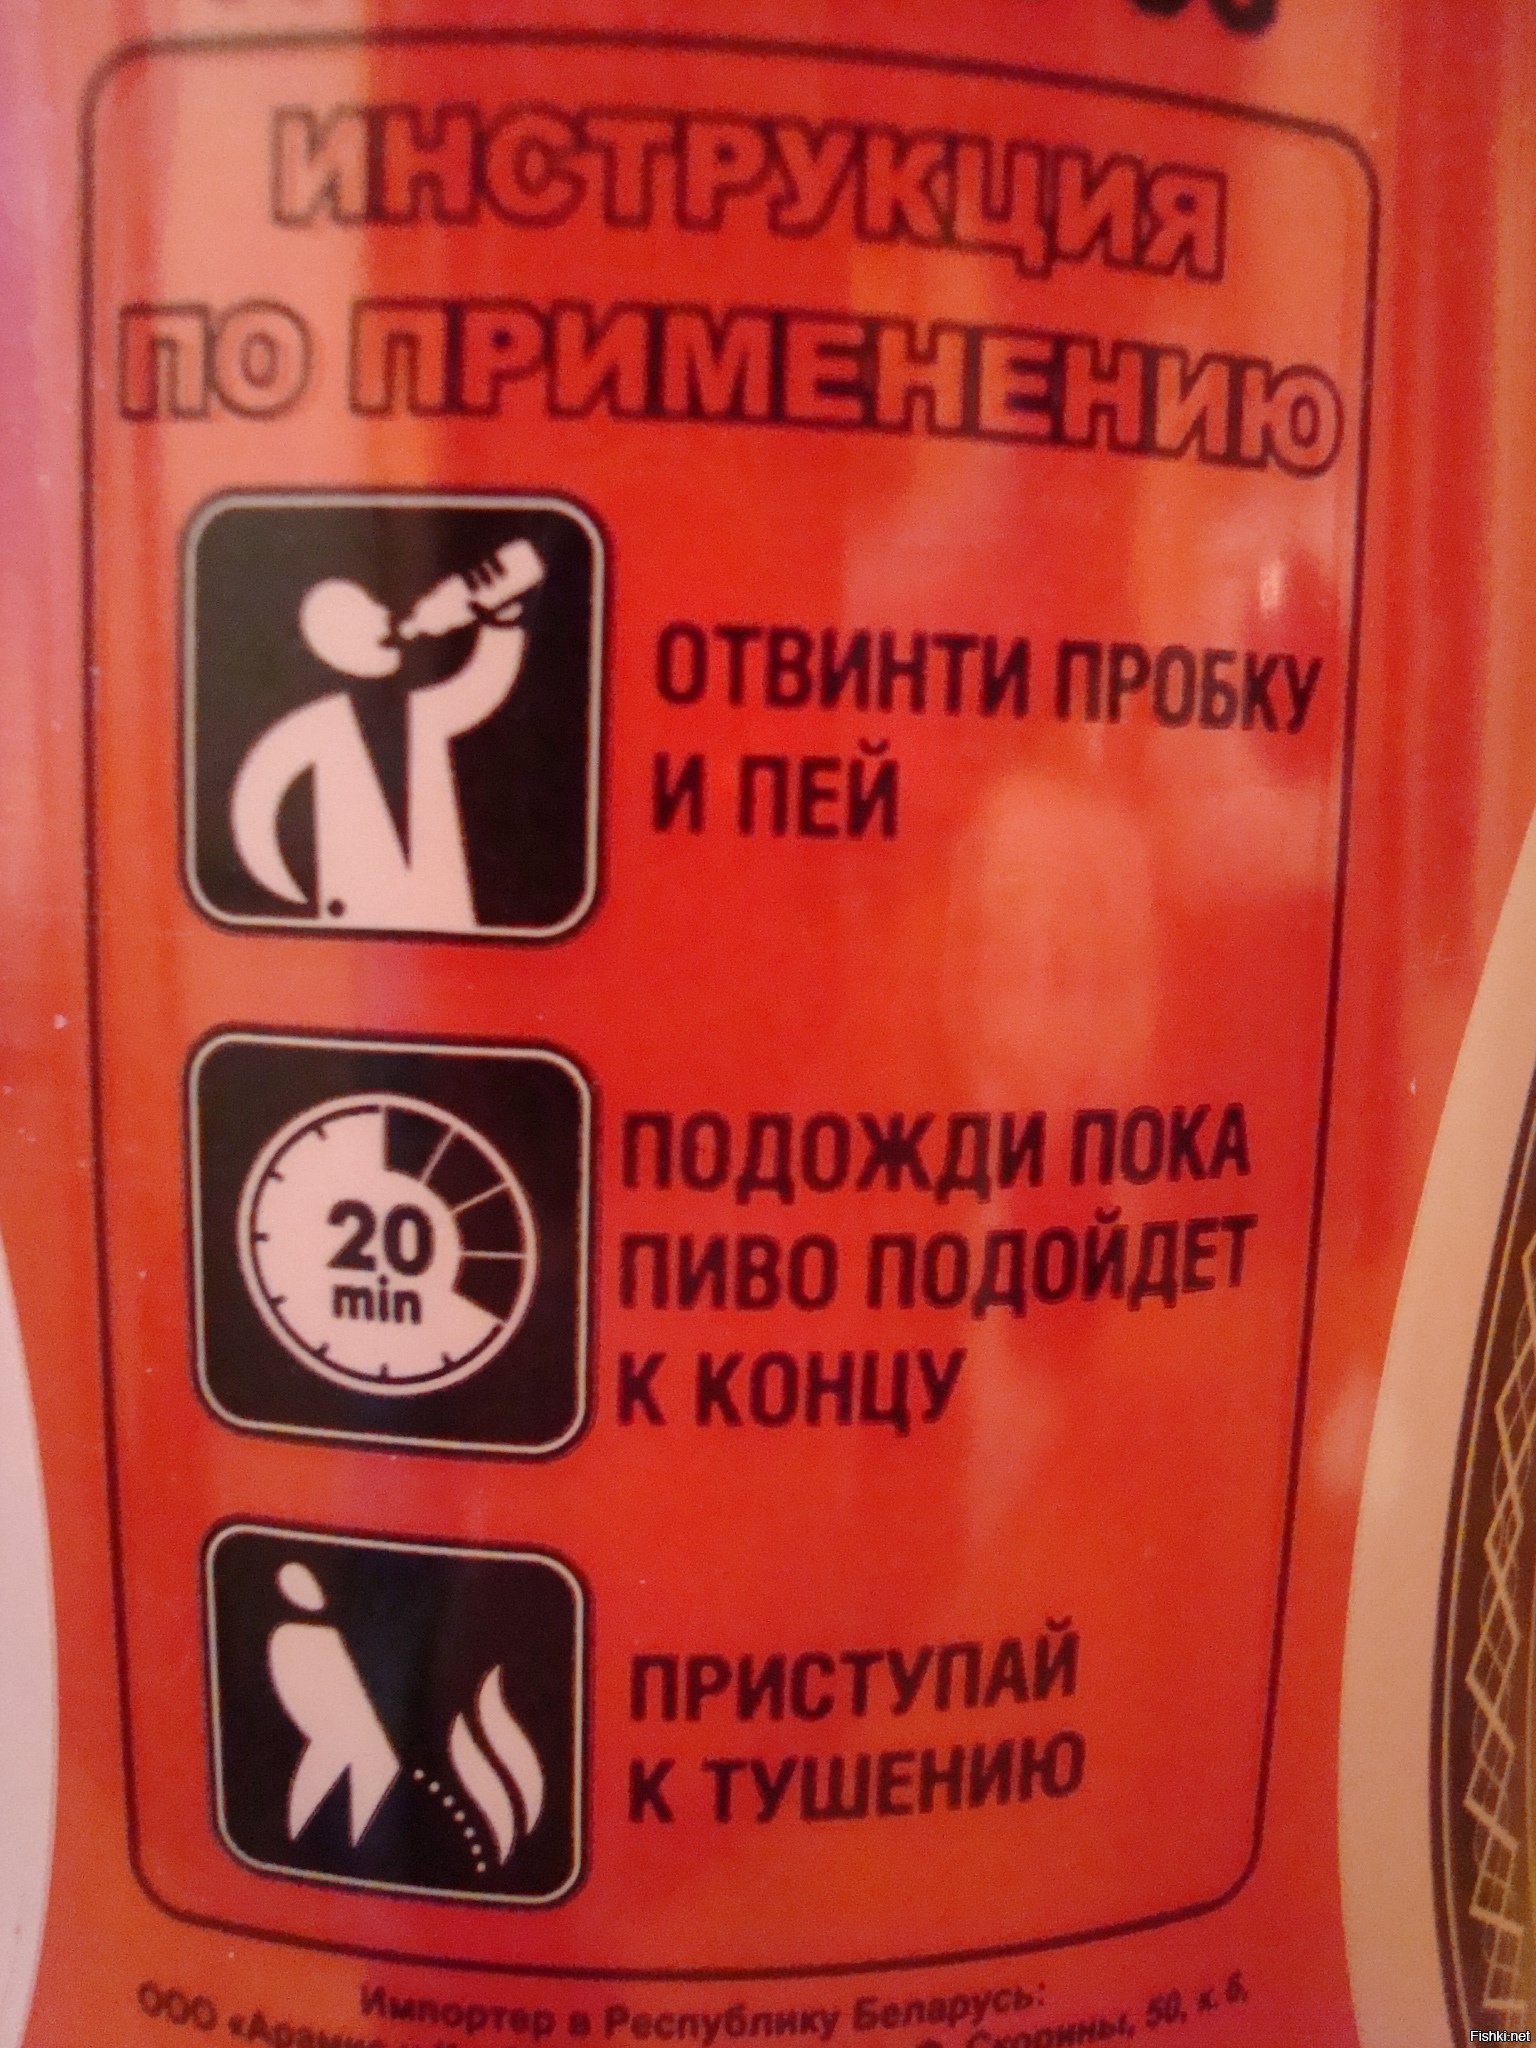 ИНСТРУКЦИЯ
ПО ПРИМЕНЕНИЮ
ОТВИНТИ ПРОБКУ
И ПЕЙ
20
min
ПОДОЖДИ ПОКА
ПИВО ПОДОЙДЕТ
К КОНЦУ
ПРИСТУПАЙ
К ТУШЕНИЮ
Импортер в Республику Беларусь:
ООО Скорины, 50, к. 6,
Fishki.net